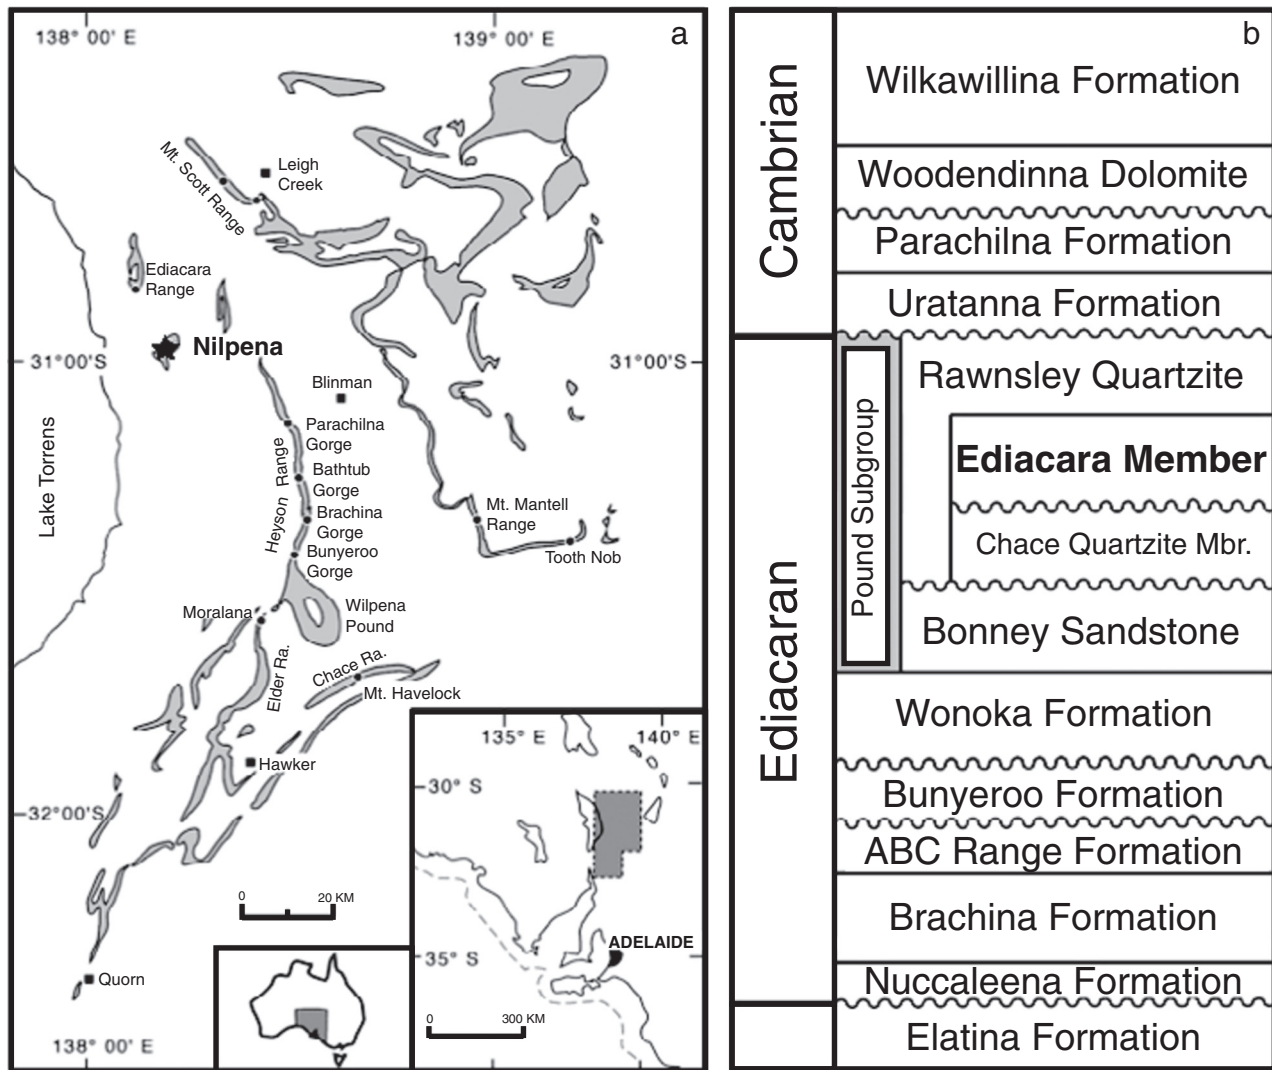 138° 00' E
139° 00' E
a
Leigh
Creek
Mt. Scott Range
Ediacara
Range
Nilpena
31°00'S
31°00'S
Blinman
Parachilna
Gorge
Heyson Range
Bathtub
Gorge
Lake Torrens
Brachina
Gorge
Mt. Mantell
Range
Bunyeroo
Gorge
Tooth Nob
Moralana
Wilpena
Pound
Elder Ra.
Chace Ra.
Mt. Havelock
Hawker
32°00'S
0 20 KM
Quorn
138° 00' E
135° E
140° E
30° S
35° S
ADELAIDE
0 300 KM
b
Cambrian
Wilkawillina Formation
Woodendinna Dolomite
Parachilna Formation
Uratanna Formation
Ediacaran
Pound Subgroup
Rawnsley Quartzite
Ediacara Member
Chace Quartzite Mbr.
Bonney Sandstone
Wonoka Formation
Bunyeroo Formation
ABC Range Formation
Brachina Formation
Nuccaleena Formation
Elatina Formation